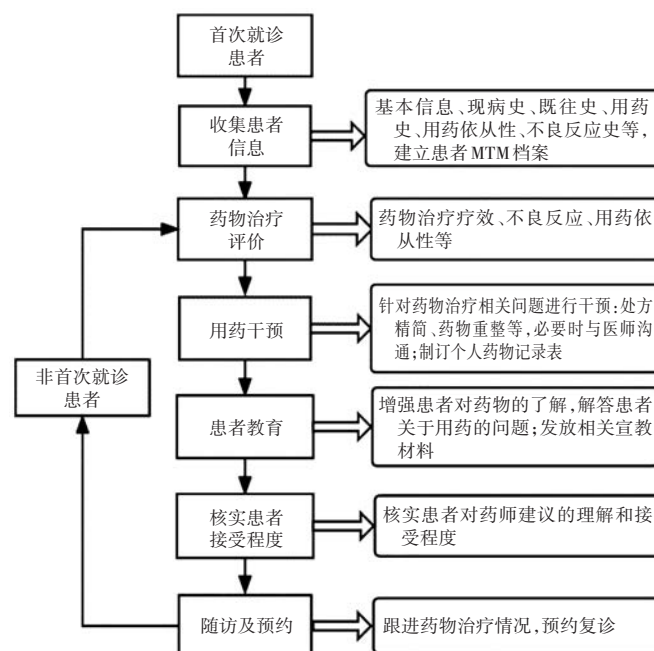 首次就诊
患者
收集患者
信息
基本信息、现病史、既往史、用药
史、用药依从性、不良反应史等，
建立患者MTM档案
药物治疗
评价
药物治疗疗效、不良反应、用药依
从性等
用药干预
针对药物治疗相关问题进行干预：处方
精简、药物重整等，必要时与医师沟
通；制订个人药物记录表
非首次就诊
患者
患者教育
增强患者对药物的了解，解答患者
关于用药的问题；发放相关宣教
材料
核实患者
接受程度
核实患者对药师建议的理解和接
受程度
随访及预约
跟进药物治疗情况，预约复诊